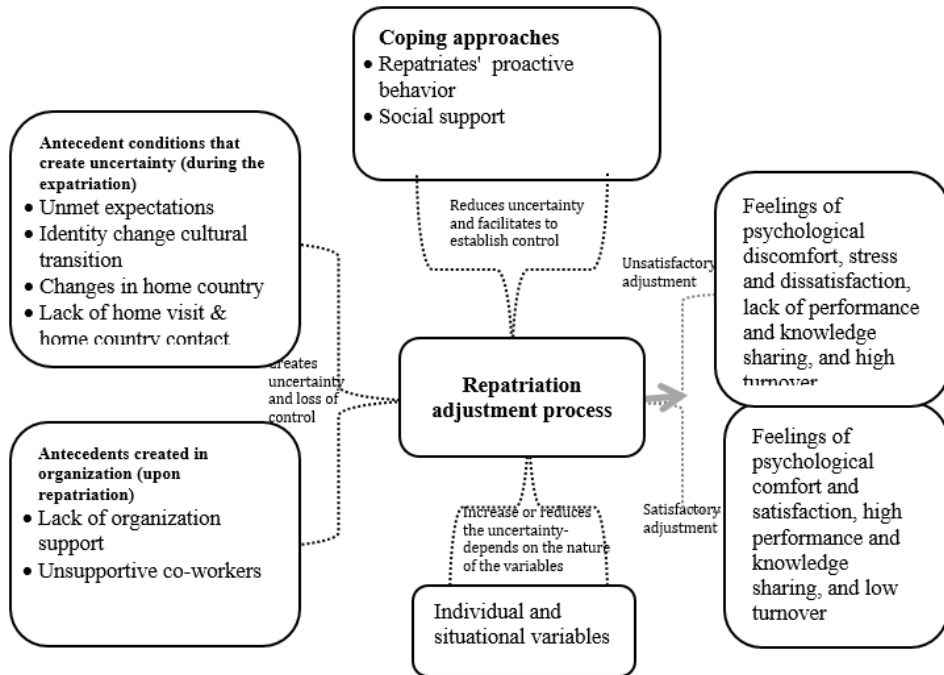 Coping approaches
• Repatriates' proactive
behavior
• Social support
Antecedent conditions that
create uncertainty (during the
expatriation)
• Unmet expectations
• Identity change cultural
transition
• Changes in home country
• Lack of home visit &
home country contact
Reduces uncertainty
and facilitates to
establish control
Unsatisfactory
adjustment
Feelings of
psychological
discomfort, stress
and dissatisfaction,
lack of performance
and knowledge
sharing, and high
turnover
Creates
uncertainty
and loss of
control
Repatriation
adjustment process
Antecedents created in
organization (upon
repatriation)
• Lack of organization
support
• Unsupportive co-workers
Increase or reduces
the uncertainty-
depends on the nature
of the variables
Satisfactory
adjustment
Feelings of
psychological
comfort and
satisfaction, high
performance and
knowledge
sharing, and low
turnover
Individual and
situational variables